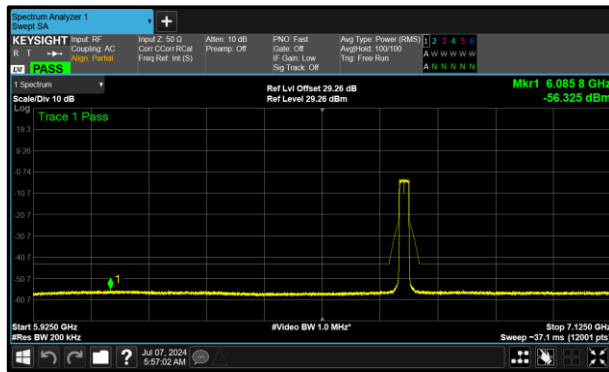 Spectrum Analyzer 1
Swept SA
KEYSIGHT Input: RF Input Z: 50 Ω Atten: 10 dB PNO: Fast Avg Type: Power (RMS) 1 2 3 4 5 6
R T Coupling: AC Corr CCorr RCal Preamp: Off Gate: Off Avg|Hold: 100/100 A W W W W W
Align: Partial Freq Ref: Int (S) IF Gain: Low Trig: Free Run
LXI PASS Sig Track: Off A N N N N N
1 Spectrum
Scale/Div 10 dB
Ref Lvl Offset 29.26 dB
Ref Level 29.26 dBm
Mkr1 6.085 8 GHz
-56.325 dBm
Log
Trace 1 Pass
19.3
9.26
-0.74
-10.7
-20.7
-30.7
-40.7
-50.7
-60.7
1
Start 5.9250 GHz
#Res BW 200 kHz
#Video BW 1.0 MHz*
Stop 7.1250 GHz
Sweep ~37.1 ms (12001 pts)
?
Jul 07, 2024
5:57:02 AM